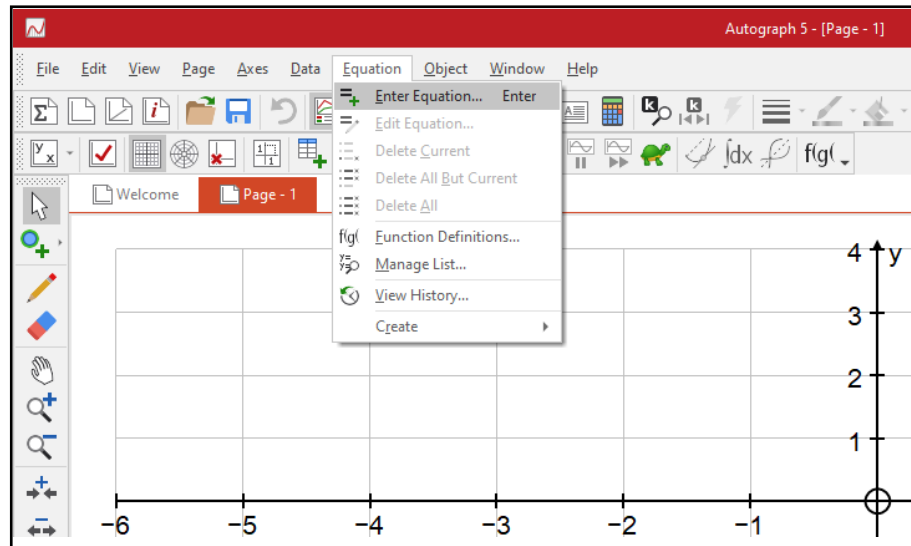 Autograph 5 - [Page - 1]
File Edit View Page Axes Data Equation Object Window Help
Enter Equation... Enter
Edit Equation...
Delete Current
Delete All But Current
Delete All
Function Definitions...
Manage List...
View History...
Create
Σ i A k k
y x 1 1 ∫dx f(g(
Welcome Page - 1
f(g(
y= y=
4 y
3
2
1
−6 −5 −4 −3 −2 −1